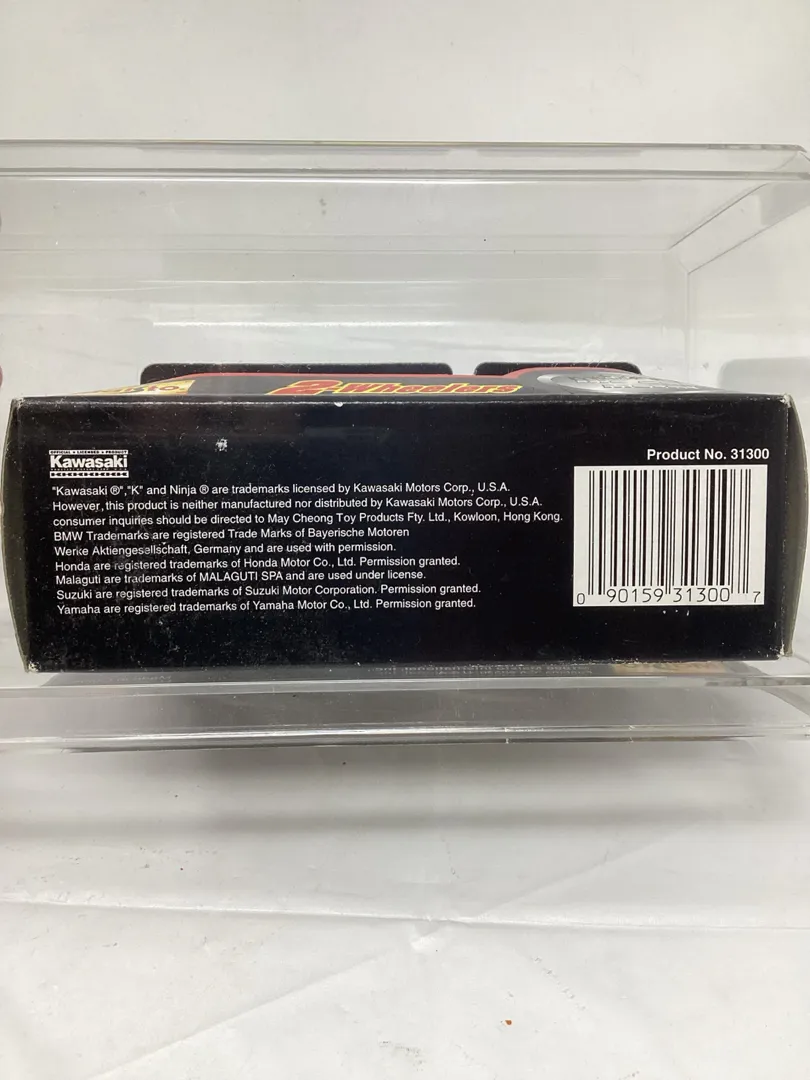 2-Wheelers
OFFICIAL • LICENSED • PRODUCT
Kawasaki
Product No. 31300
"Kawasaki ®","K" and Ninja ® are trademarks licensed by Kawasaki Motors Corp., U.S.A.
However, this product is neither manufactured nor distributed by Kawasaki Motors Corp., U.S.A.
consumer inquiries should be directed to May Cheong Toy Products Fty. Ltd., Kowloon, Hong Kong.
BMW Trademarks are registered Trade Marks of Bayerische Motoren
Werke Aktiengesellschaft, Germany and are used with permission.
Honda are registered trademarks of Honda Motor Co., Ltd. Permission granted.
Malaguti are trademarks of MALAGUTI SPA and are used under license.
Suzuki are registered trademarks of Suzuki Motor Corporation. Permission granted.
Yamaha are registered trademarks of Yamaha Motor Co., Ltd. Permission granted.
0 90159 31300 7